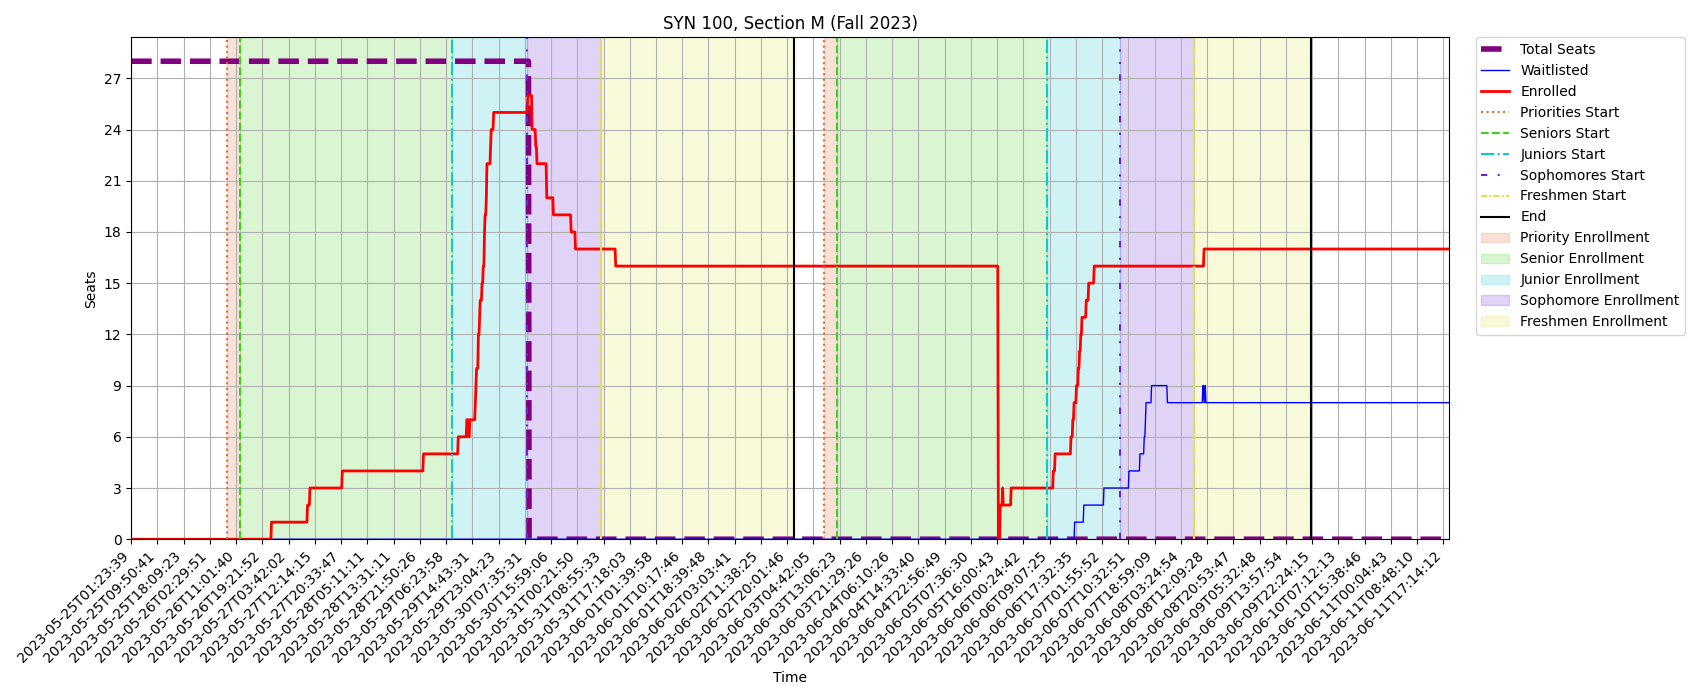 SYN 100, Section M (Fall 2023)
Seats
27
24
21
18
15
12
9
6
3
0
2023-05-25T01:23:39
2023-05-25T09:50:41
2023-05-25T18:09:23
2023-05-26T02:29:51
2023-05-26T11:01:40
2023-05-26T19:21:52
2023-05-27T03:42:02
2023-05-27T12:14:15
2023-05-27T20:33:47
2023-05-28T05:11:11
2023-05-28T13:31:11
2023-05-28T21:50:26
2023-05-29T06:23:58
2023-05-29T14:43:31
2023-05-29T23:04:23
2023-05-30T07:35:31
2023-05-30T15:59:06
2023-05-31T00:21:50
2023-05-31T08:55:33
2023-05-31T17:18:03
2023-06-01T01:39:58
2023-06-01T10:17:46
2023-06-01T18:39:48
2023-06-02T03:03:41
2023-06-02T11:38:25
2023-06-02T20:01:46
2023-06-03T04:42:05
2023-06-03T13:06:23
2023-06-03T21:29:26
2023-06-04T06:10:26
2023-06-04T14:33:40
2023-06-04T22:56:49
2023-06-05T07:36:30
2023-06-05T16:00:43
2023-06-06T00:24:42
2023-06-06T09:07:25
2023-06-06T17:32:35
2023-06-07T01:55:52
2023-06-07T10:32:51
2023-06-07T18:59:09
2023-06-08T03:24:54
2023-06-08T12:09:28
2023-06-08T20:53:47
2023-06-09T05:32:48
2023-06-09T13:57:54
2023-06-09T22:24:15
2023-06-10T07:12:13
2023-06-10T15:38:46
2023-06-11T00:04:43
2023-06-11T08:48:10
2023-06-11T17:14:12
Time
Total Seats
Waitlisted
Enrolled
Priorities Start
Seniors Start
Juniors Start
Sophomores Start
Freshmen Start
End
Priority Enrollment
Senior Enrollment
Junior Enrollment
Sophomore Enrollment
Freshmen Enrollment